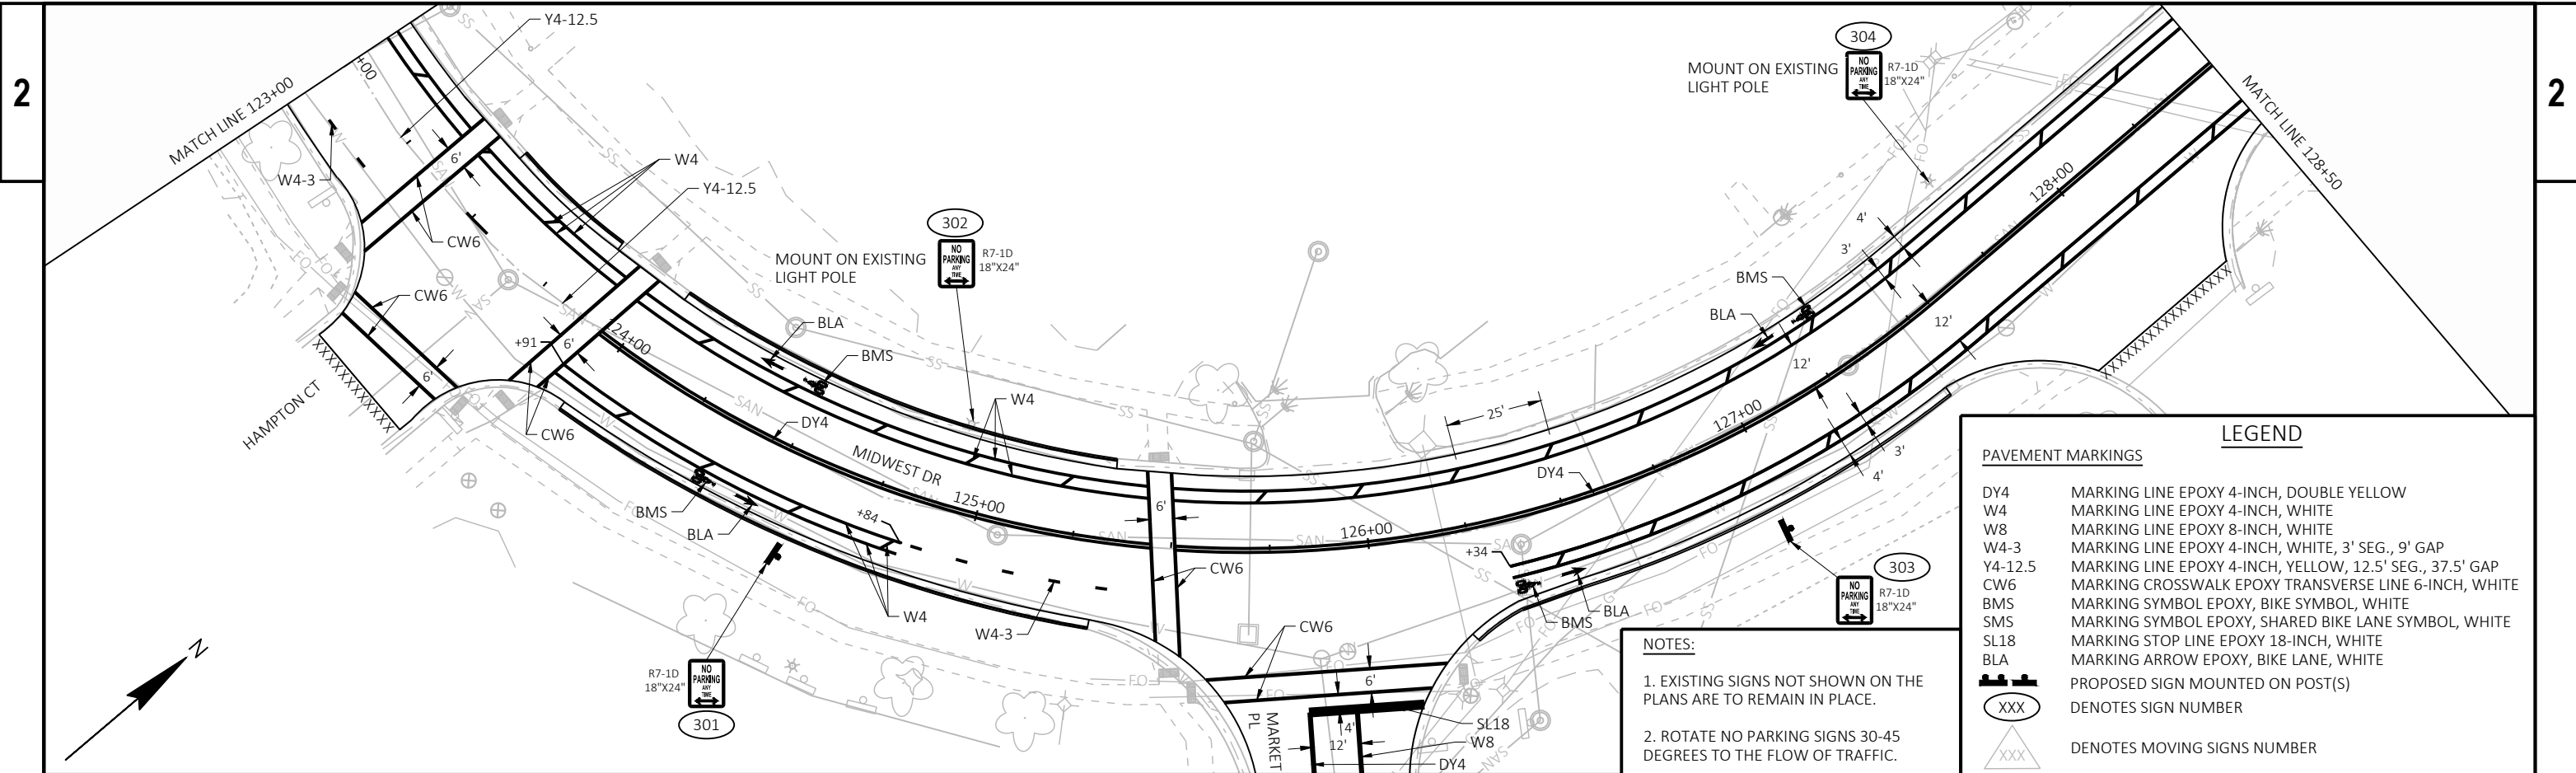 2
2
MATCH LINE 123+00
+00
Y4-12.5
W4-3
6'
CW6
W4
Y4-12.5
CW6
6'
HAMPTON CT
+91
6'
124+00
CW6
BLA
BMS
302
MOUNT ON EXISTING
LIGHT POLE
NO
PARKING
ANY
TIME
R7-1D
18"X24"
W4
DY4
MIDWEST DR
125+00
+84
BMS
BLA
W4
W4-3
R7-1D
18"X24"
NO
PARKING
ANY
TIME
301
N
6'
CW6
126+00
DY4
25'
+34
BLA
BMS
CW6
6'
MARKET
PL
4'
12'
SL18
W8
DY4
304
MOUNT ON EXISTING
LIGHT POLE
NO
PARKING
ANY
TIME
R7-1D
18"X24"
BMS
BLA
4'
3'
12'
12'
127+00
128+00
3'
4'
MATCH LINE 128+50
303
NO
PARKING
ANY
TIME
R7-1D
18"X24"
NOTES:
1. EXISTING SIGNS NOT SHOWN ON THE
PLANS ARE TO REMAIN IN PLACE.
2. ROTATE NO PARKING SIGNS 30-45
DEGREES TO THE FLOW OF TRAFFIC.
LEGEND
PAVEMENT MARKINGS
DY4 MARKING LINE EPOXY 4-INCH, DOUBLE YELLOW
W4 MARKING LINE EPOXY 4-INCH, WHITE
W8 MARKING LINE EPOXY 8-INCH, WHITE
W4-3 MARKING LINE EPOXY 4-INCH, WHITE, 3' SEG., 9' GAP
Y4-12.5 MARKING LINE EPOXY 4-INCH, YELLOW, 12.5' SEG., 37.5' GAP
CW6 MARKING CROSSWALK EPOXY TRANSVERSE LINE 6-INCH, WHITE
BMS MARKING SYMBOL EPOXY, BIKE SYMBOL, WHITE
SMS MARKING SYMBOL EPOXY, SHARED BIKE LANE SYMBOL, WHITE
SL18 MARKING STOP LINE EPOXY 18-INCH, WHITE
BLA MARKING ARROW EPOXY, BIKE LANE, WHITE
PROPOSED SIGN MOUNTED ON POST(S)
XXX DENOTES SIGN NUMBER
XXX DENOTES MOVING SIGNS NUMBER